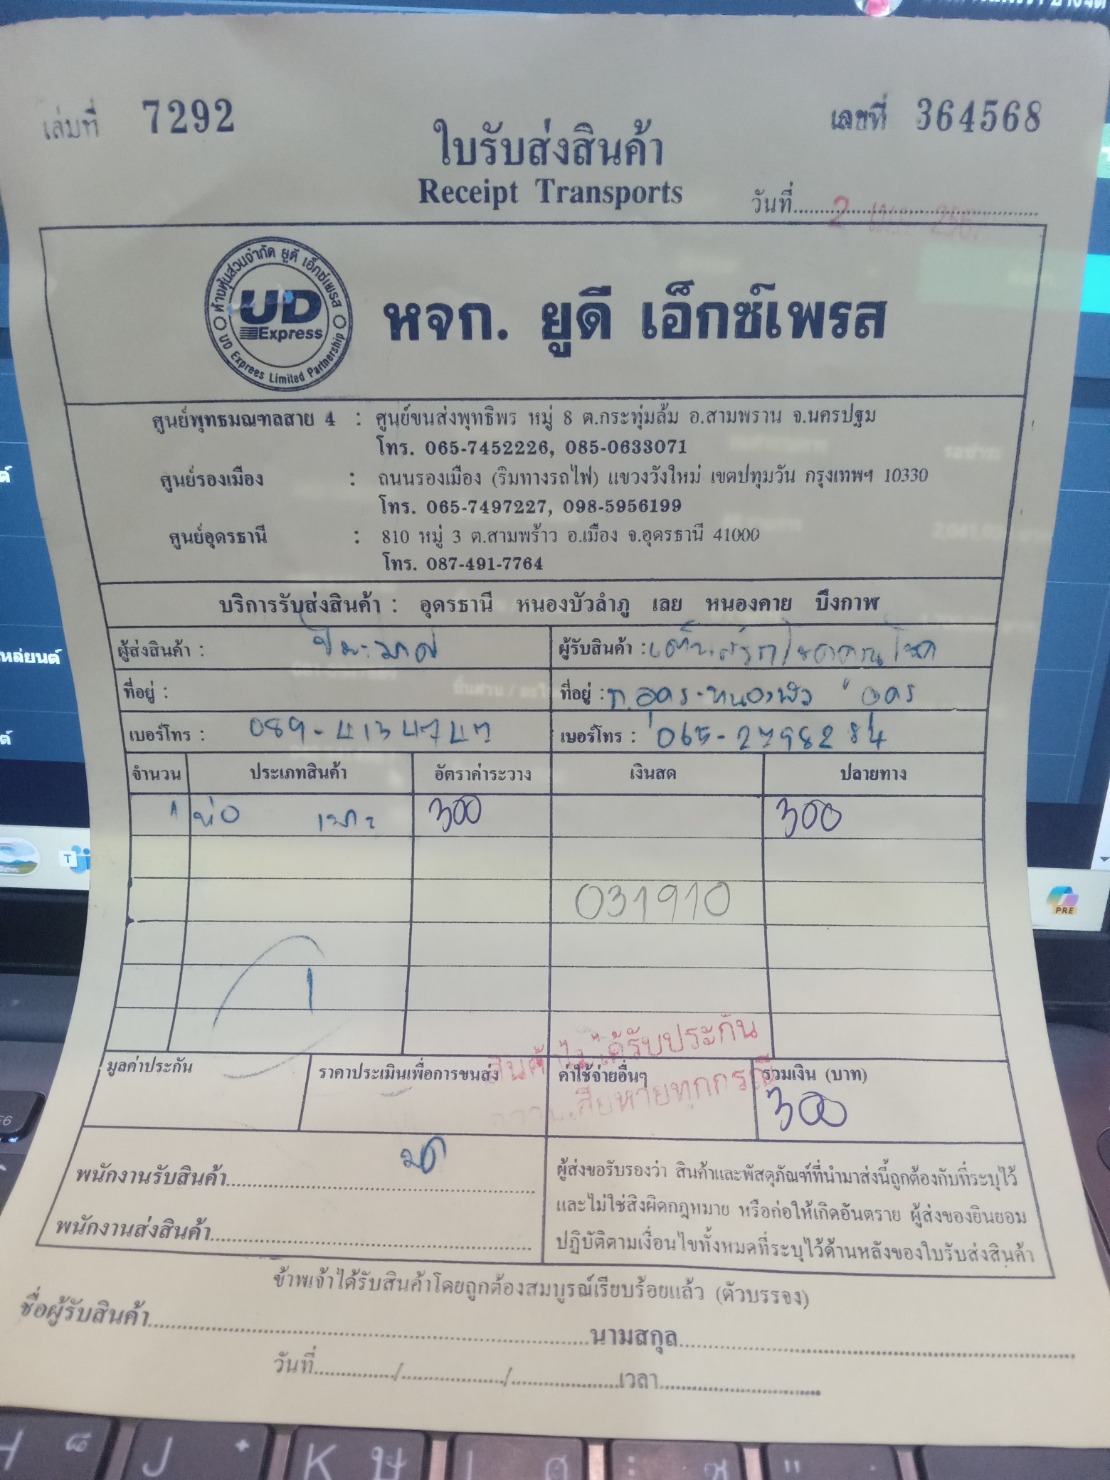 เล่มที่ 7292
เลขที่ 364568
ใบรับส่งสินค้า
Receipt Transports
วันที่ 2
ห้างหุ้นส่วนจำกัด ยูดี เอ็กซ์เพรส
UD
Express
UD Exprees Limited Partnership
หจก. ยูดี เอ็กซ์เพรส
ศูนย์พุทธมณฑลสาย 4 : ศูนย์ขนส่งพุทธิพร หมู่ 8 ต.กระทุ่มล้ม อ.สามพราน จ.นครปฐม
โทร. 065-7452226, 085-0633071
ศูนย์รองเมือง : ถนนรองเมือง (ริมทางรถไฟ) แขวงวังใหม่ เขตปทุมวัน กรุงเทพฯ 10330
โทร. 065-7497227, 098-5956199
ศูนย์อุดรธานี : 810 หมู่ 3 ต.สามพร้าว อ.เมือง จ.อุดรธานี 41000
โทร. 087-491-7764
บริการรับส่งสินค้า : อุดรธานี หนองบัวลำภู เลย หนองคาย บึงกาฬ
ผู้ส่งสินค้า : ผู้รับสินค้า :
ที่อยู่ : ที่อยู่ : ถ.อุดร-หนองบัว อุดร
เบอร์โทร : เบอร์โทร :
จำนวน ประเภทสินค้า อัตราค่าระวาง เงินสด ปลายทาง
1 ห่อ 300 300
031910
1
สินค้าไม่ได้รับประกัน
ความเสียหายทุกกรณี
มูลค่าประกัน ราคาประเมินเพื่อการขนส่ง ค่าใช้จ่ายอื่นๆ รวมเงิน (บาท)
300
พนักงานรับสินค้า
พนักงานส่งสินค้า
ผู้ส่งขอรับรองว่า สินค้าและพัสดุภัณฑ์ที่นำมาส่งนี้ถูกต้องกับที่ระบุไว้
และไม่ใช่สิ่งผิดกฎหมาย หรือก่อให้เกิดอันตราย ผู้ส่งของยินยอม
ปฏิบัติตามเงื่อนไขทั้งหมดที่ระบุไว้ด้านหลังของใบรับส่งสินค้า
ข้าพเจ้าได้รับสินค้าโดยถูกต้องสมบูรณ์เรียบร้อยแล้ว (ตัวบรรจง)
ชื่อผู้รับสินค้า นามสกุล
วันที่ / / เวลา